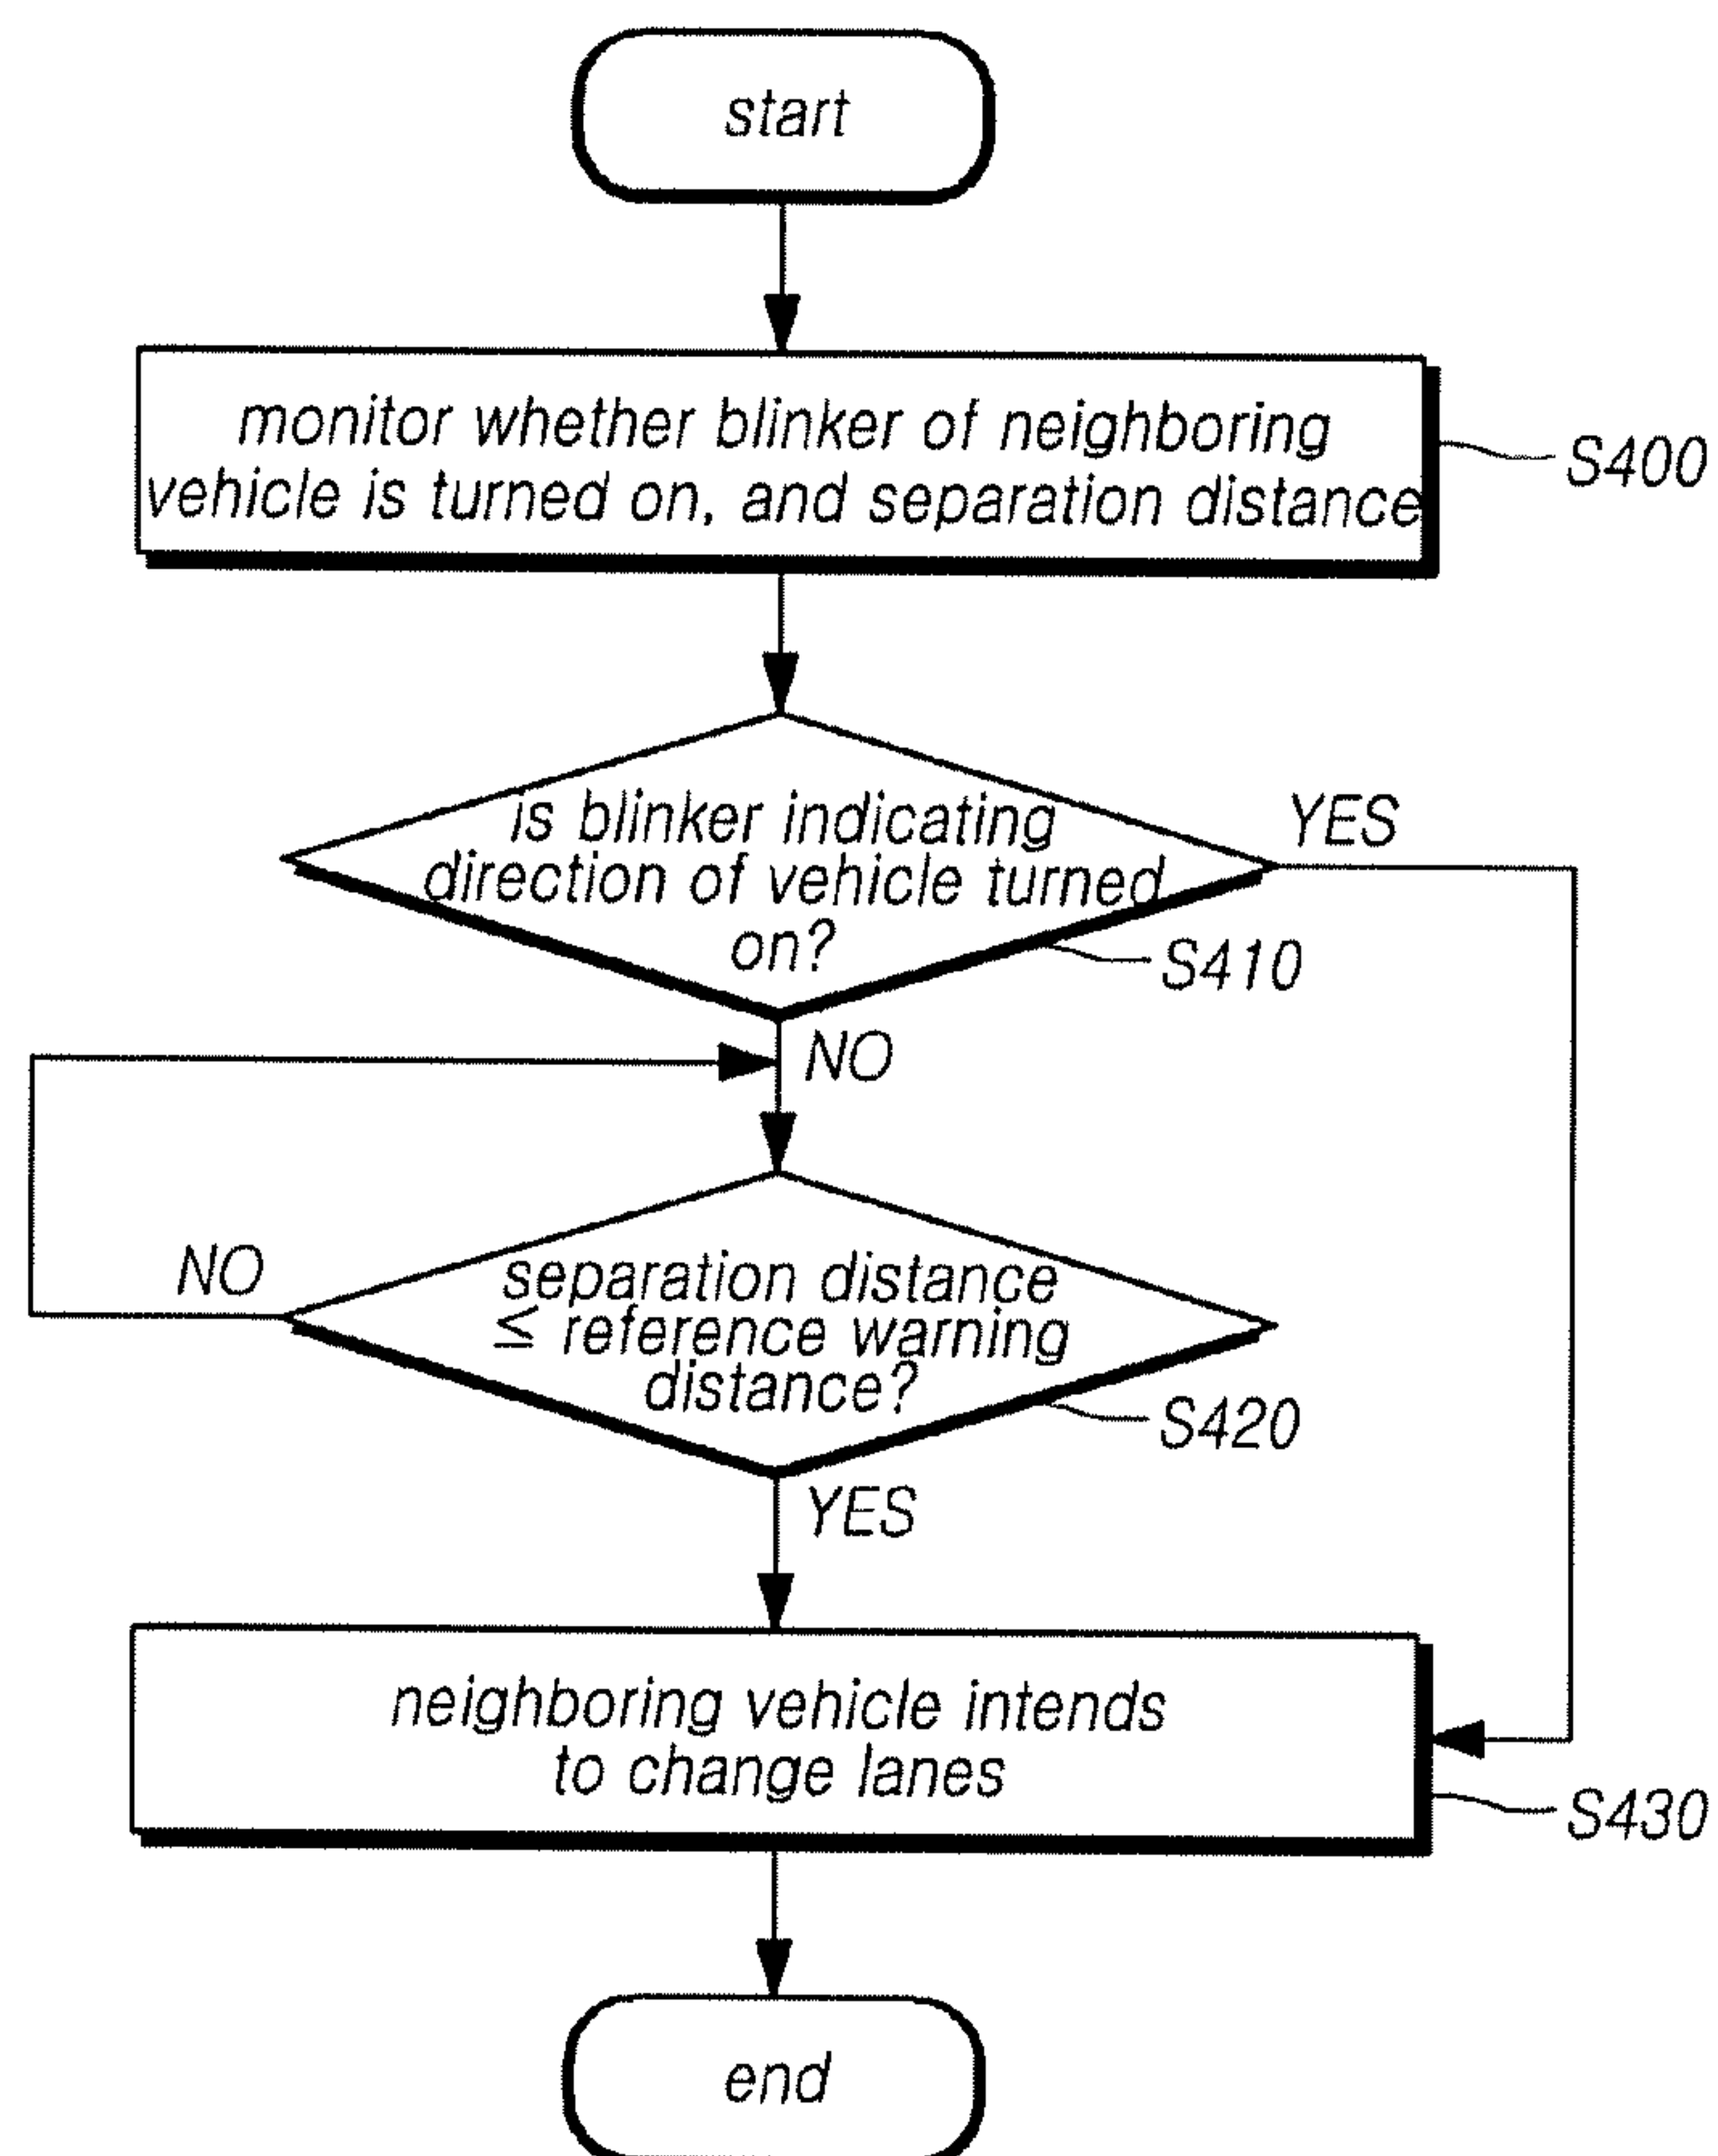 start
monitor whether blinker of neighboring
vehicle is turned on, and separation distance
S400
is blinker indicating
direction of vehicle turned
on?
YES
S410
NO
NO
separation distance
≤ reference warning
distance?
S420
YES
neighboring vehicle intends
to change lanes
S430
end